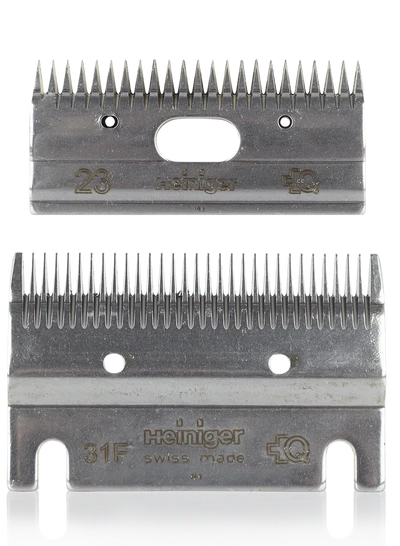 23 Heiniger +Q
Heiniger
31F swiss made +Q